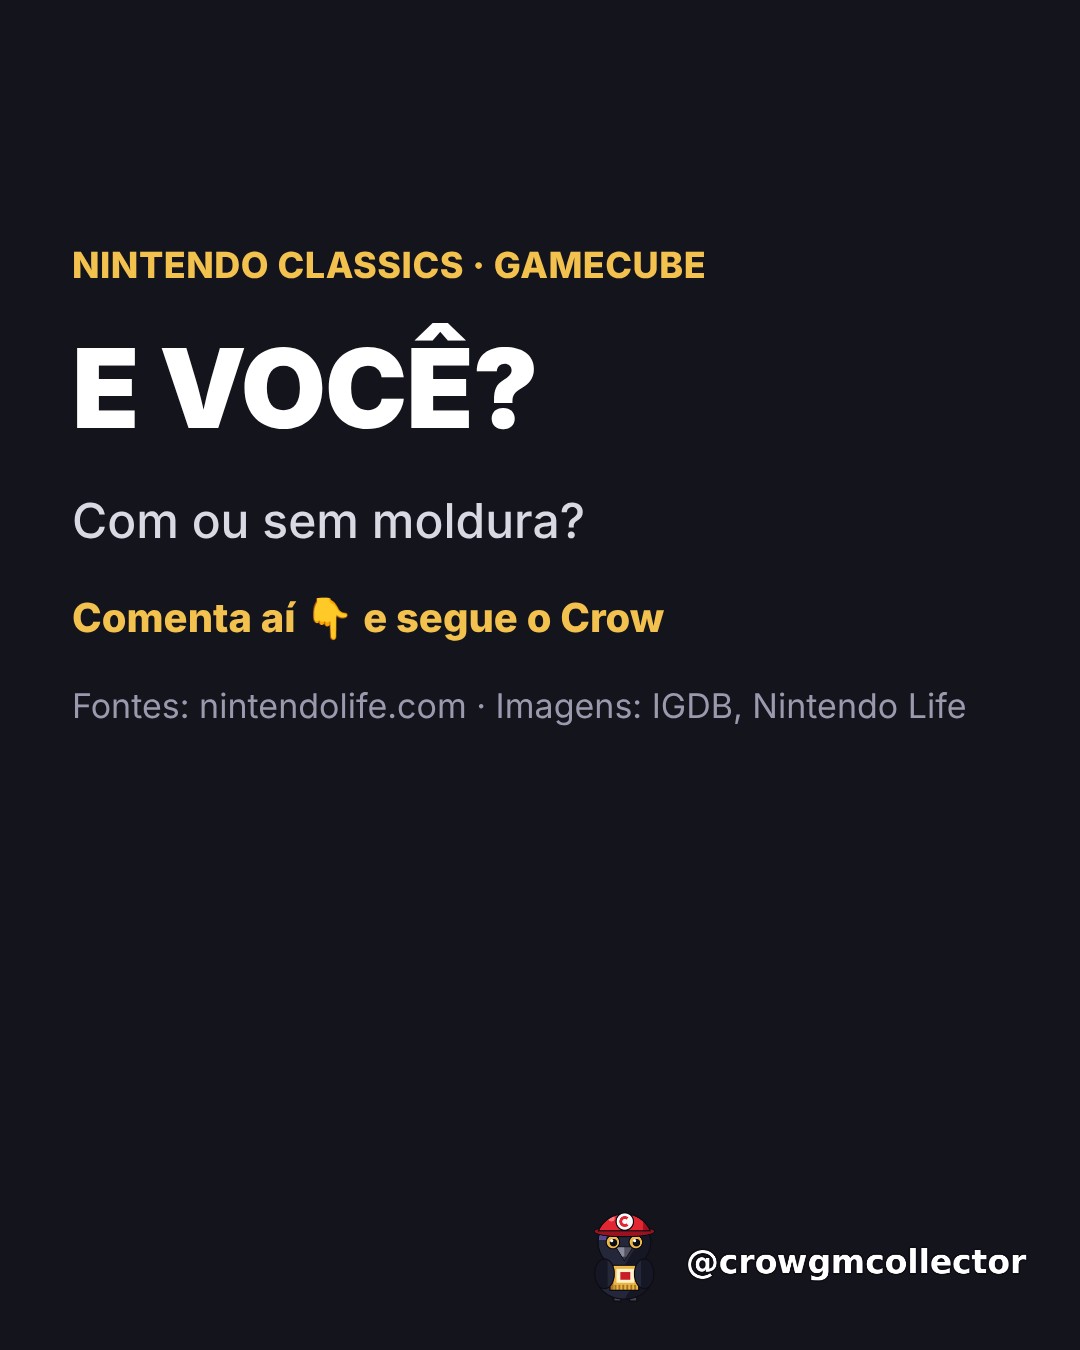 NINTENDO CLASSICS · GAMECUBE
E VOCÊ?
Com ou sem moldura?
Comenta aí 👇 e segue o Crow
Fontes: nintendolife.com · Imagens: IGDB, Nintendo Life
C
@crowgmcollector